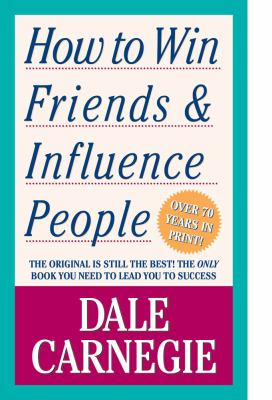 How to Win
Friends &
Influence
People
OVER 70
YEARS IN
PRINT!
THE ORIGINAL IS STILL THE BEST! THE ONLY
BOOK YOU NEED TO LEAD YOU TO SUCCESS
DALE
CARNEGIE